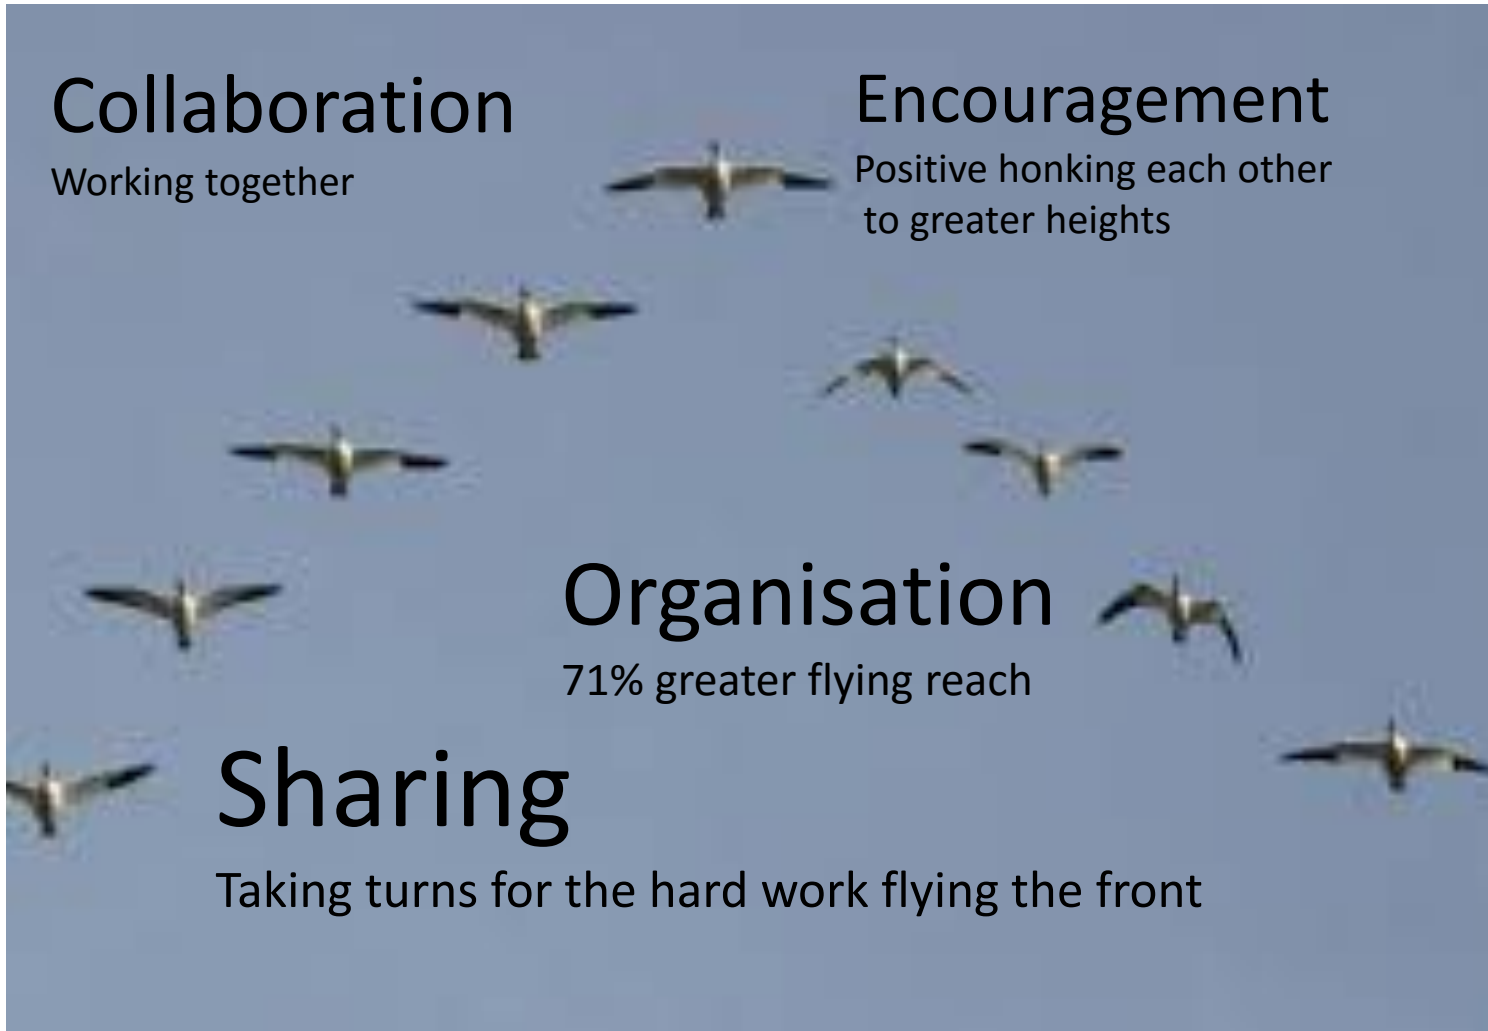 Collaboration
Working together
Encouragement
Positive honking each other
to greater heights
Organisation
71% greater flying reach
Sharing
Taking turns for the hard work flying the front